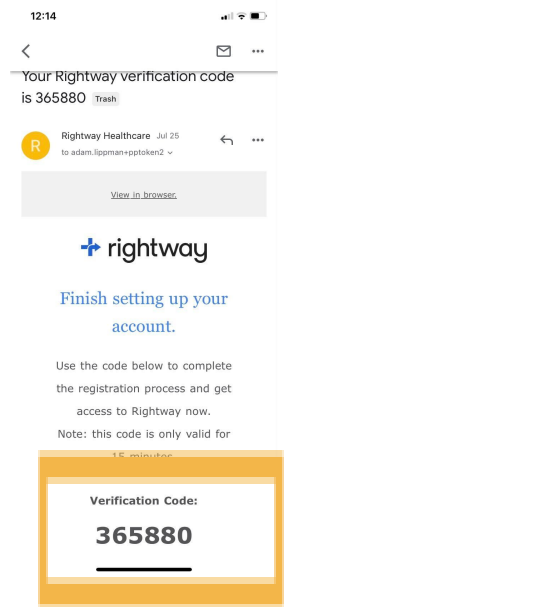 12:14
Your Rightway verification code
is 365880 Trash
R
Rightway Healthcare Jul 25
to adam.lippman+pptoken2
View in browser.
rightway
Finish setting up your
account.
Use the code below to complete
the registration process and get
access to Rightway now.
Note: this code is only valid for
15 minutes.
Verification Code:
365880